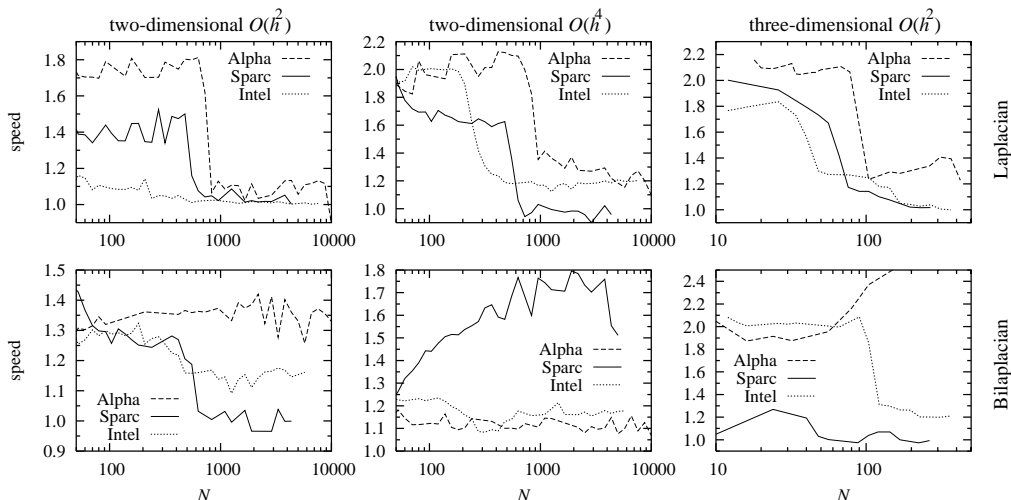 two-dimensional O(h²)
two-dimensional O(h⁴)
three-dimensional O(h²)
speed
1.8
1.6
1.4
1.2
1.0
Alpha
Sparc
Intel
100
1000
10000
2.2
2.0
1.8
1.6
1.4
1.2
1.0
Alpha
Sparc
Intel
100
1000
10000
2.4
2.2
2.0
1.8
1.6
1.4
1.2
1.0
Alpha
Sparc
Intel
10
100
Laplacian
speed
1.5
1.4
1.3
1.2
1.1
1.0
0.9
Alpha
Sparc
Intel
100
1000
10000
N
1.8
1.7
1.6
1.5
1.4
1.3
1.2
1.1
1.0
Alpha
Sparc
Intel
100
1000
10000
N
2.4
2.2
2.0
1.8
1.6
1.4
1.2
1.0
Alpha
Sparc
Intel
10
100
N
Bilaplacian